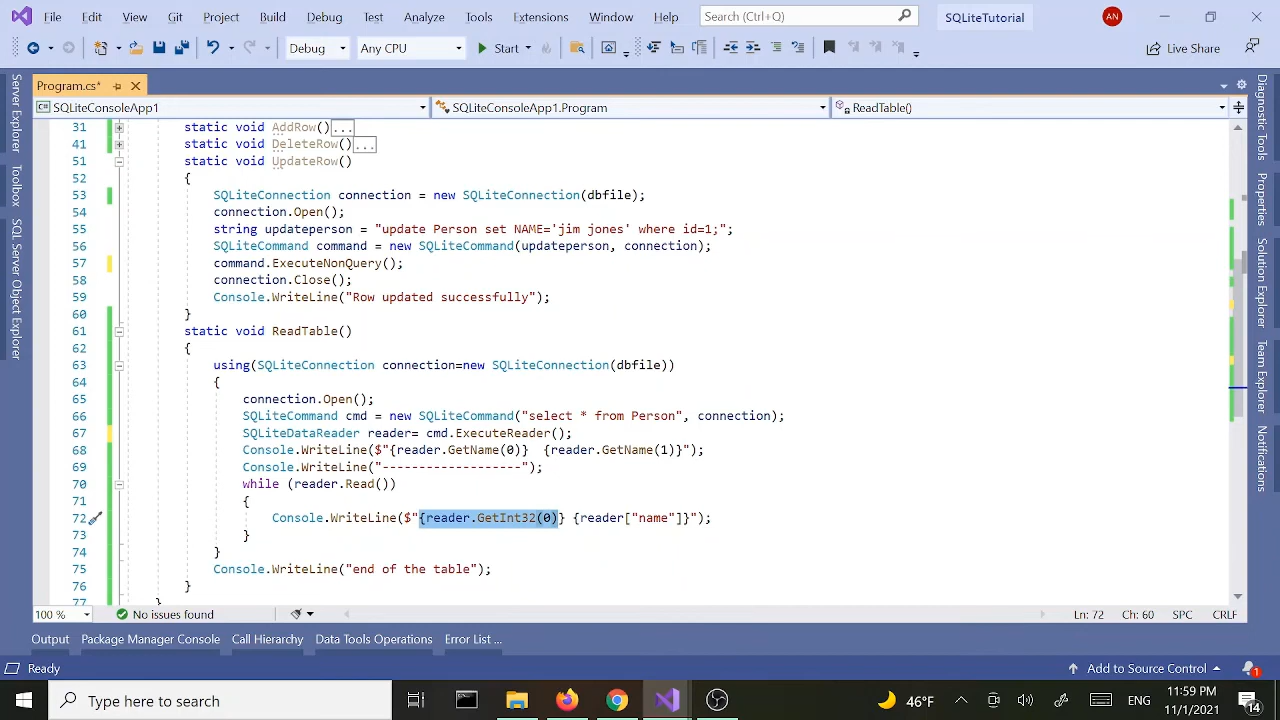 File Edit View Git Project Build Debug Test Analyze Tools Extensions Window Help Search (Ctrl+Q) SQLiteTutorial AN
Debug Any CPU Start Live Share
Program.cs*
SQLiteConsoleApp1 SQLiteConsoleApp1.Program ReadTable()
31 static void AddRow()...
41 static void DeleteRow()...
51 static void UpdateRow()
52 {
53 SQLiteConnection connection = new SQLiteConnection(dbfile);
54 connection.Open();
55 string updateperson = "update Person set NAME='jim jones' where id=1;";
56 SQLiteCommand command = new SQLiteCommand(updateperson, connection);
57 command.ExecuteNonQuery();
58 connection.Close();
59 Console.WriteLine("Row updated successfully");
60 }
61 static void ReadTable()
62 {
63 using(SQLiteConnection connection=new SQLiteConnection(dbfile))
64 {
65 connection.Open();
66 SQLiteCommand cmd = new SQLiteCommand("select * from Person", connection);
67 SQLiteDataReader reader= cmd.ExecuteReader();
68 Console.WriteLine($"{reader.GetName(0)}  {reader.GetName(1)}");
69 Console.WriteLine("-------------------");
70 while (reader.Read())
71 {
72 Console.WriteLine($"{reader.GetInt32(0)} {reader["name"]}");
73 }
74 }
75 Console.WriteLine("end of the table");
76 }
77 }
Server Explorer
Toolbox
SQL Server Object Explorer
Diagnostic Tools
Properties
Solution Explorer
Team Explorer
Notifications
100 % No issues found Ln: 72 Ch: 60 SPC CRLF
Output Package Manager Console Call Hierarchy Data Tools Operations Error List ...
Ready Add to Source Control 1
Type here to search 46°F ENG 11:59 PM
11/1/2021 14